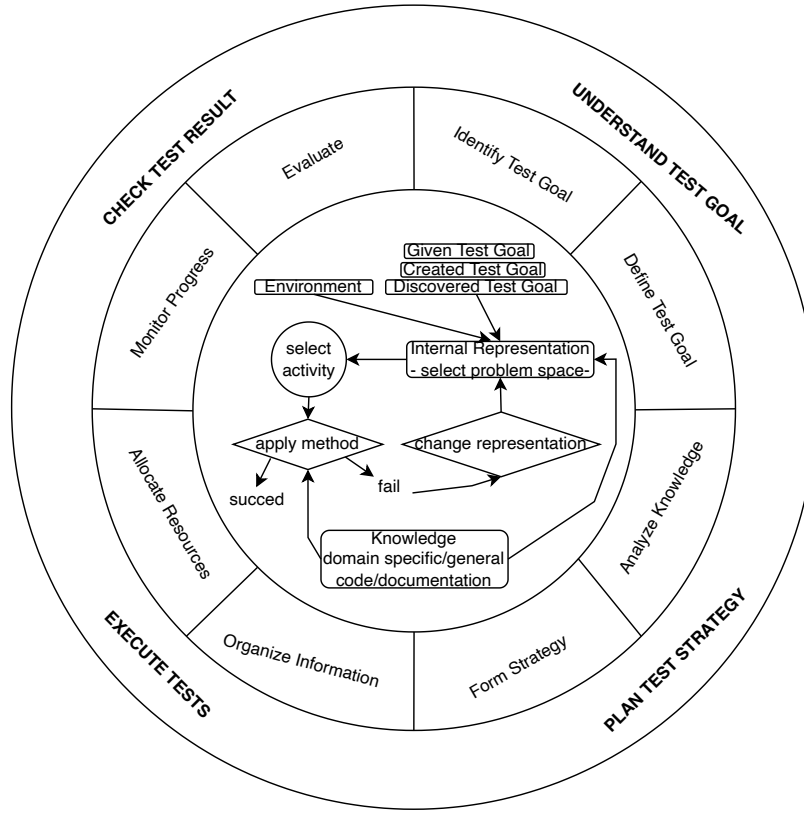 CHECK TEST RESULT
UNDERSTAND TEST GOAL
PLAN TEST STRATEGY
EXECUTE TESTS
Evaluate
Identify Test Goal
Define Test Goal
Analyze Knowledge
Form Strategy
Organize Information
Allocate Resources
Monitor Progress
Given Test Goal
Created Test Goal
Environment
Discovered Test Goal
select
activity
Internal Representation
- select problem space-
apply method
change representation
succed
fail
Knowledge
domain specific/general
code/documentation